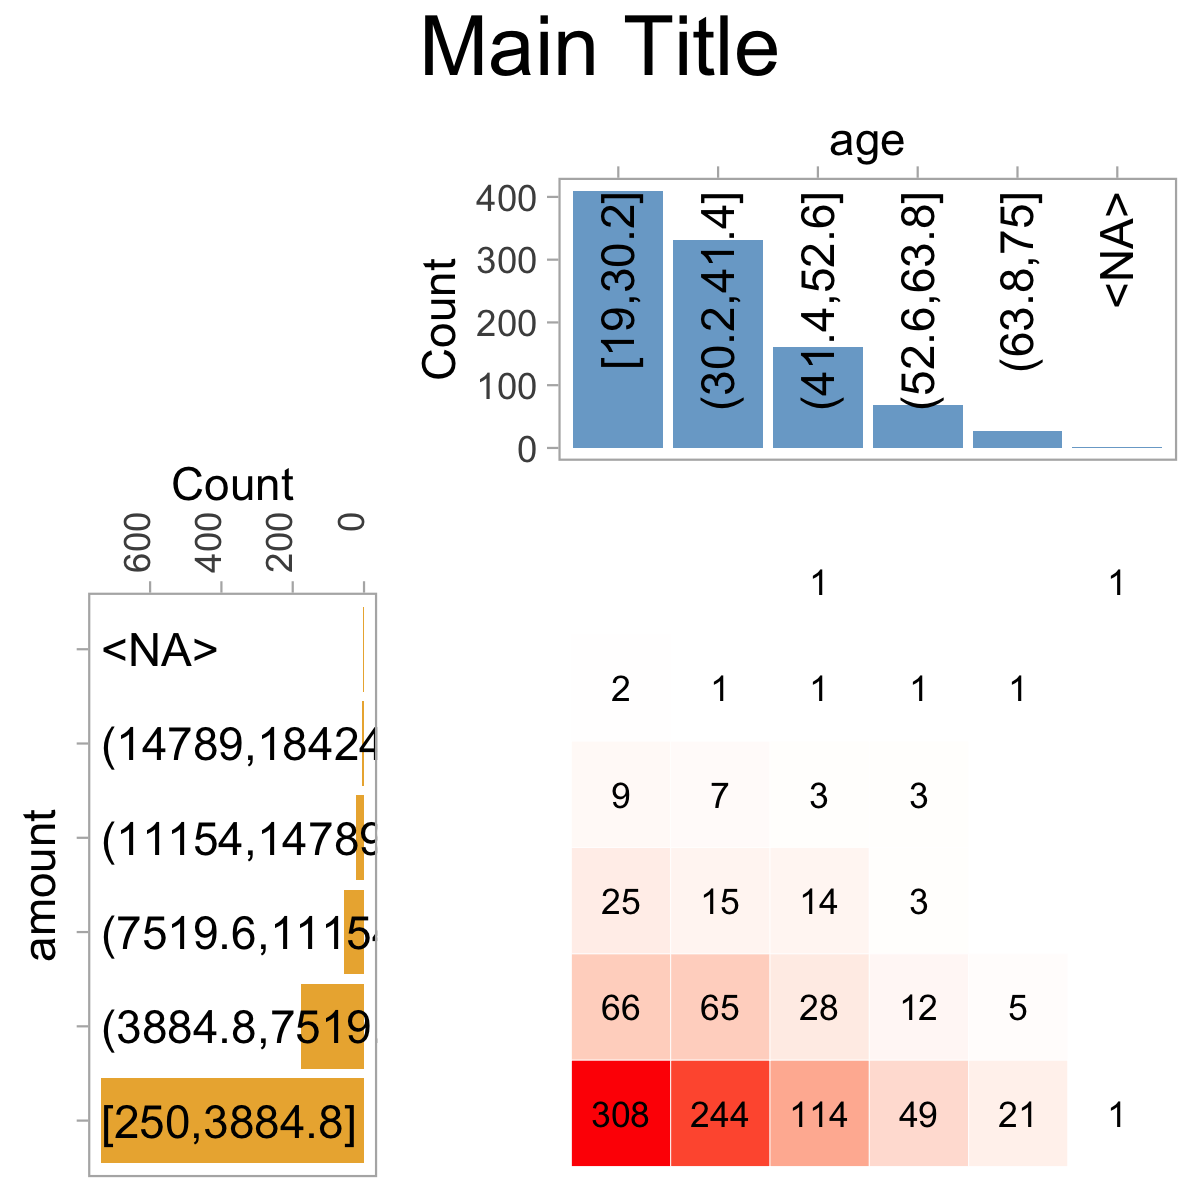 Main Title
age
Count
400
300
200
100
0
[19,30.2]
(30.2,41.4]
(41.4,52.6]
(52.6,63.8]
(63.8,75]
<NA>
Count
600
400
200
0
amount
<NA>
(14789,18424
(11154,14789
(7519.6,11154
(3884.8,7519
[250,3884.8]
1 1
2 1 1 1 1
9 7 3 3
25 15 14 3
66 65 28 12 5
308 244 114 49 21 1